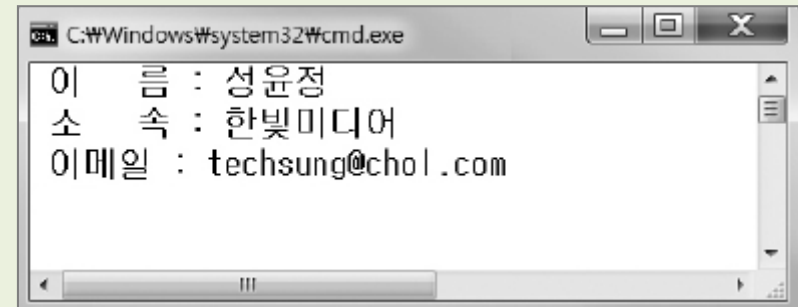 C:₩Windows₩system32₩cmd.exe
이   름 : 성윤정
소   속 : 한빛미디어
이메일 : techsung@chol.com